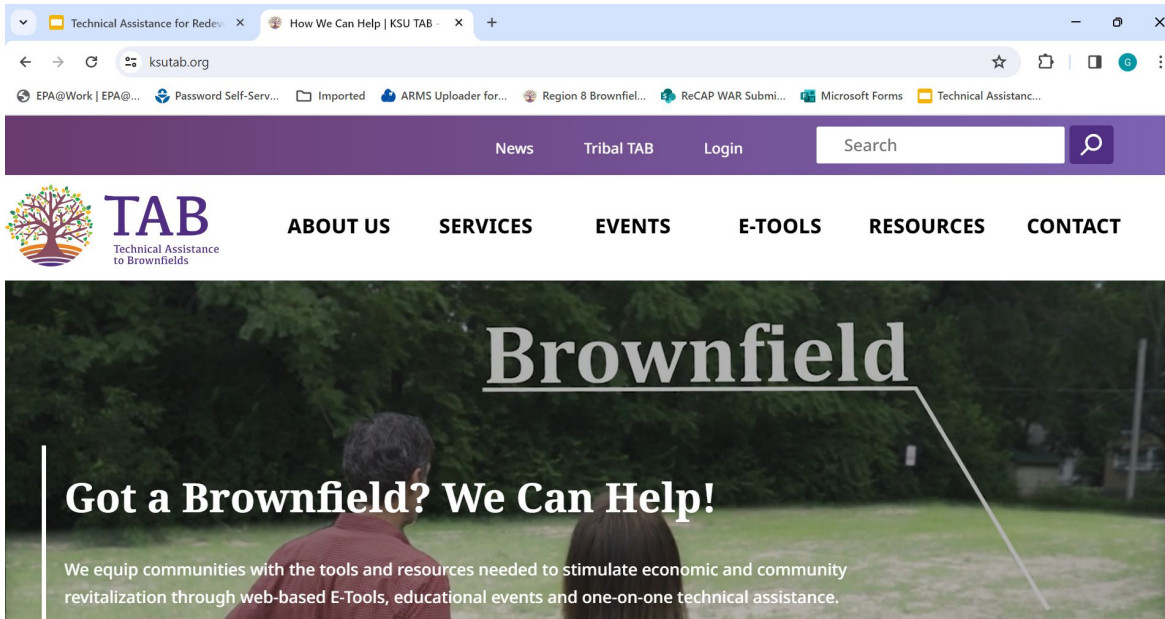 Technical Assistance for Redev
How We Can Help | KSU TAB -
ksutab.org
G
EPA@Work | EPA@... Password Self-Serv... Imported ARMS Uploader for... Region 8 Brownfiel... ReCAP WAR Submi... Microsoft Forms Technical Assistanc...
News Tribal TAB Login Search
TAB
Technical Assistance
to Brownfields
ABOUT US SERVICES EVENTS E-TOOLS RESOURCES CONTACT
Brownfield
Got a Brownfield? We Can Help!
We equip communities with the tools and resources needed to stimulate economic and community
revitalization through web-based E-Tools, educational events and one-on-one technical assistance.